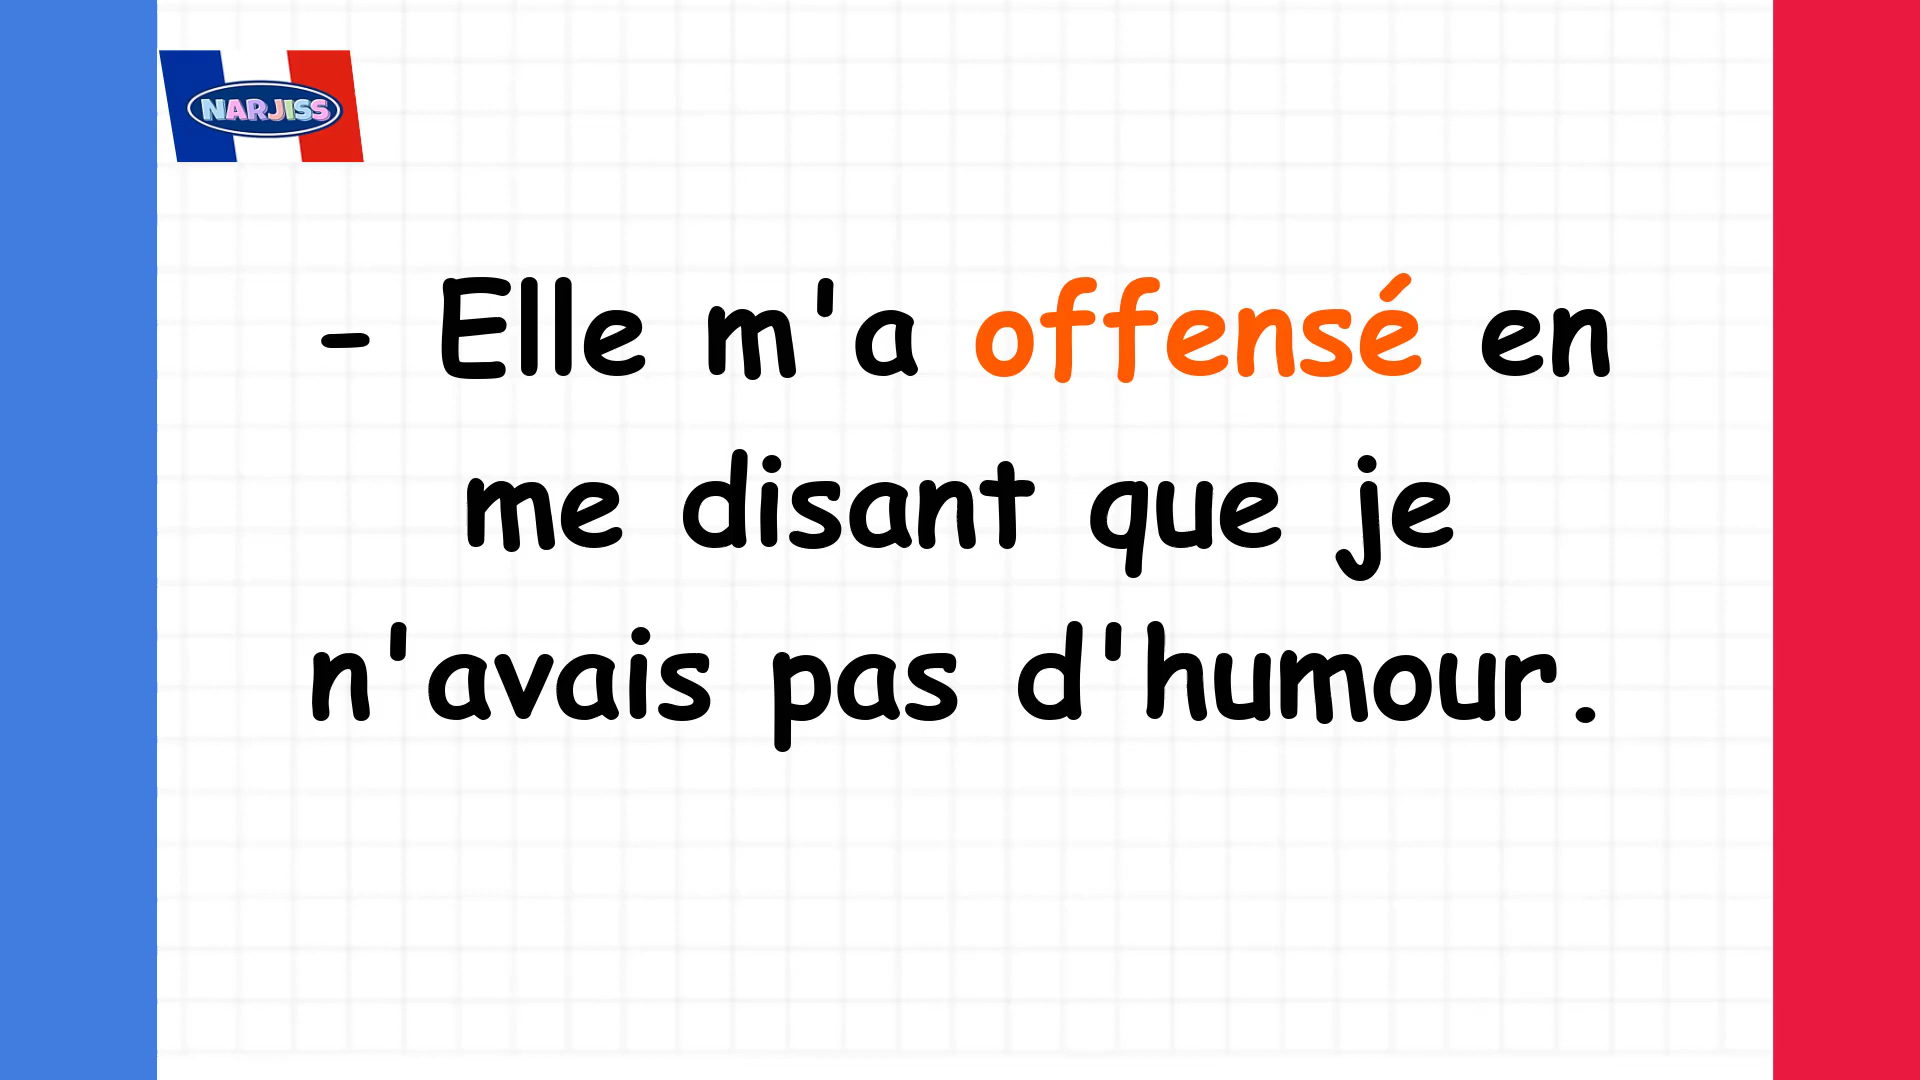 NARJISS
- Elle m'a offensé en
me disant que je
n'avais pas d'humour.